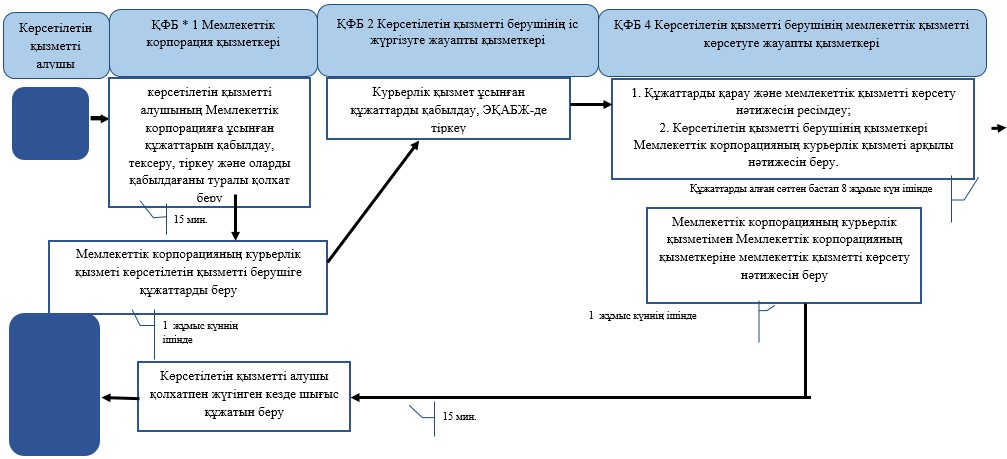 Көрсетілетін
қызметті
алушы
ҚФБ * 1 Мемлекеттік
корпорация қызметкері
ҚФБ 2 Көрсетілетін қызметті берушінің іс
жүргізуге жауапты қызметкері
ҚФБ 4 Көрсетілетін қызметті берушінің мемлекеттік қызметті
көрсетуге жауапты қызметкері
көрсетілетін қызметті
алушының Мемлекеттік
корпорацияға ұсынған
құжаттарын қабылдау,
тексеру, тіркеу және оларды
қабылдағаны туралы қолхат
беру
Курьерлік қызмет ұсынған
құжаттарды қабылдау, ЭҚАБЖ-де
тіркеу
1. Құжаттарды қарау және мемлекеттік қызметті көрсету
нәтижесін ресімдеу;
2. Көрсетілетін қызметті берушінің қызметкері
Мемлекеттік корпорацияның курьерлік қызметі арқылы
нәтижесін беру.
Құжаттарды алған сәттен бастап 8 жұмыс күн ішінде
15 мин.
Мемлекеттік корпорацияның курьерлік
қызметі көрсетілетін қызметті берушіге
құжаттарды беру
Мемлекеттік корпорацияның курьерлік
қызметімен Мемлекеттік корпорацияның
қызметкеріне мемлекеттік қызметті көрсету
нәтижесін беру
1 жұмыс күннің
ішінде
1 жұмыс күннің ішінде
Көрсетілетін қызметті алушы
қолхатпен жүгінген кезде шығыс
құжатын беру
15 мин.